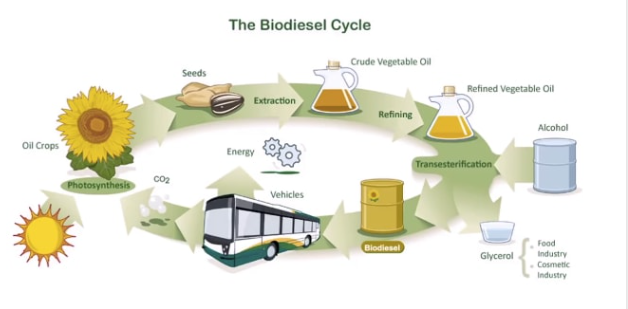 The Biodiesel Cycle
Seeds
Crude Vegetable Oil
Extraction
Refined Vegetable Oil
Refining
Oil Crops
Alcohol
Energy
Transesterification
Photosynthesis
CO2
Vehicles
Biodiesel
Glycerol
- Food
Industry
- Cosmetic
Industry